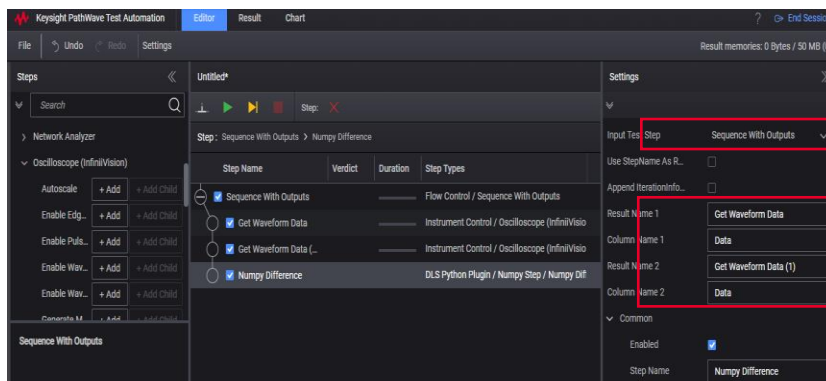 Keysight PathWave Test Automation
Editor
Result
Chart
?
End Sessio
File
Undo
Redo
Settings
Result memories: 0 Bytes / 50 MB (
Steps
Untitled*
Settings
Search
Step:
Network Analyzer
Step: Sequence With Outputs > Numpy Difference
Input Test Step
Sequence With Outputs
Oscilloscope (InfiniiVision)
Step Name
Verdict
Duration
Step Types
Use StepName As R...
Autoscale
+ Add
+ Add Child
Sequence With Outputs
Flow Control / Sequence With Outputs
Append IterationInfo...
Enable Edg...
+ Add
+ Add Child
Get Waveform Data
Instrument Control / Oscilloscope (InfiniiVisio
Result Name 1
Get Waveform Data
Enable Puls...
+ Add
+ Add Child
Get Waveform Data (...
Instrument Control / Oscilloscope (InfiniiVisio
Column Name 1
Data
Enable Wav...
+ Add
+ Add Child
Numpy Difference
DLS Python Plugin / Numpy Step / Numpy Dif
Result Name 2
Get Waveform Data (1)
Enable Wav...
+ Add
+ Add Child
Column Name 2
Data
Generate M
+ Add
+ Add Child
Common
Sequence With Outputs
Enabled
Step Name
Numpy Difference